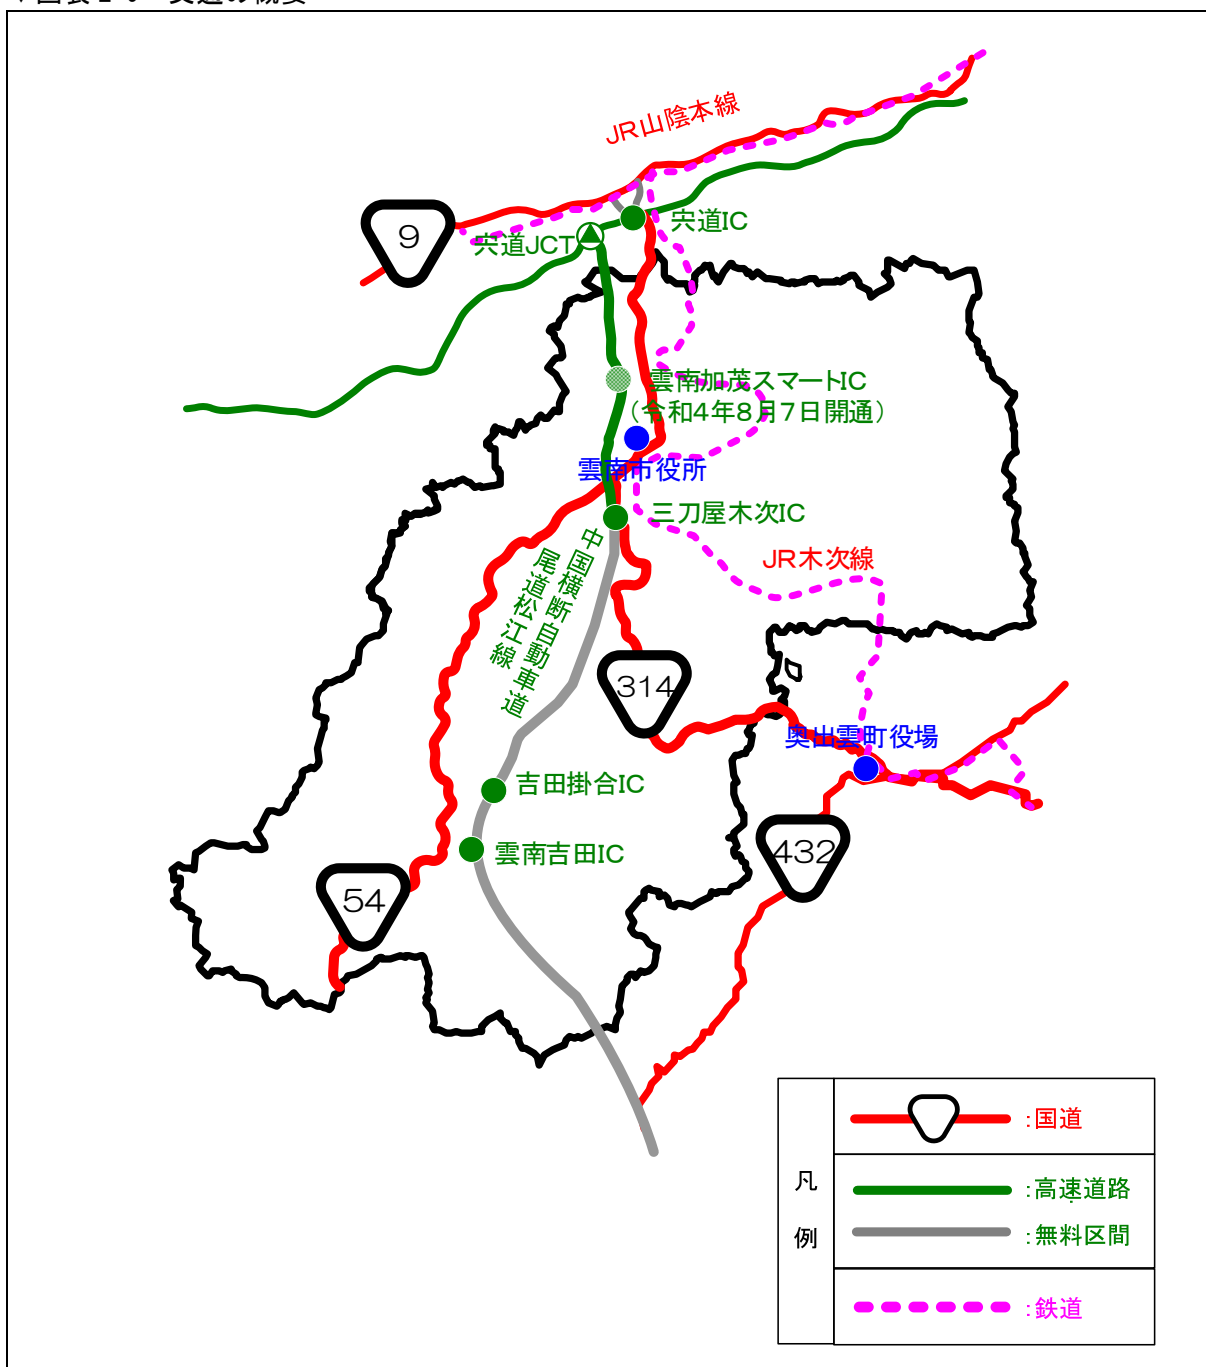 JR山陰本線
9
宍道IC
宍道JCT
雲南加茂スマートIC
（令和4年8月7日開通）
雲南市役所
三刀屋木次IC
中国横断自動車道
尾道松江線
JR木次線
314
奥出雲町役場
吉田掛合IC
432
雲南吉田IC
54
凡例
：国道
：高速道路
：無料区間
：鉄道